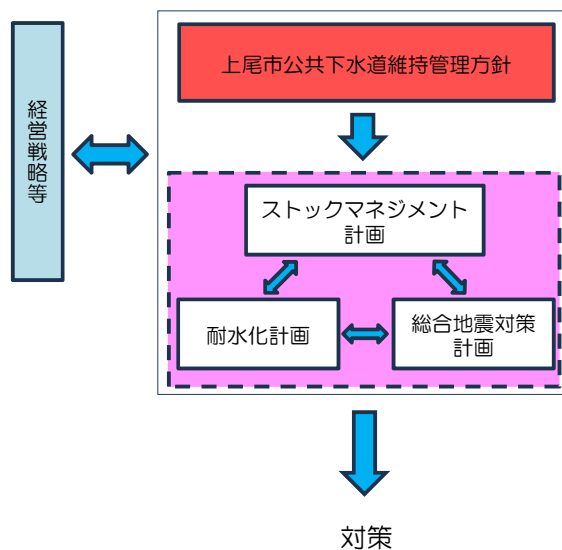 上尾市公共下水道維持管理方針
経営戦略等
ストックマネジメント
計画
耐水化計画
総合地震対策
計画
対策